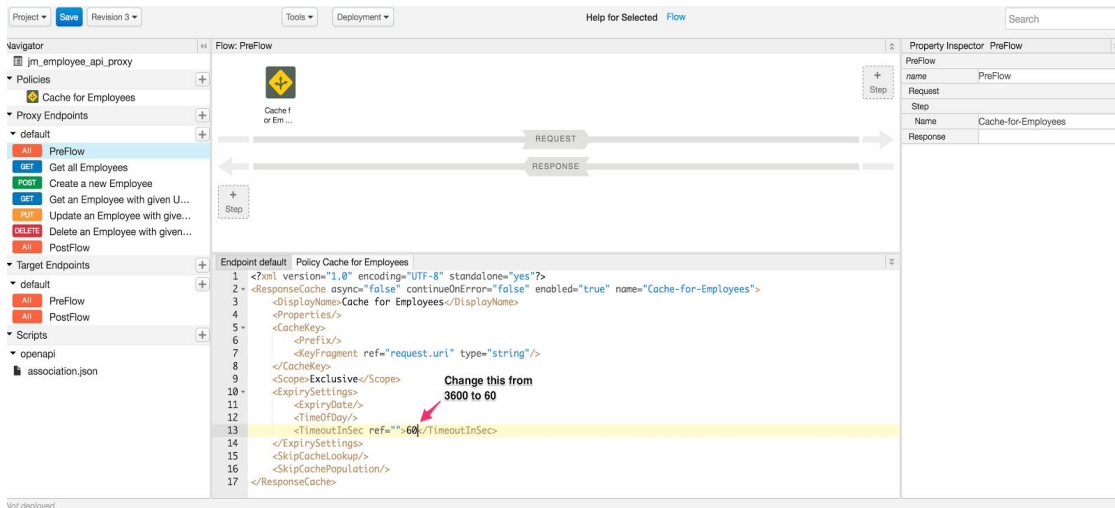 Project ▾ Save Revision 3 ▾ Tools ▾ Deployment ▾ Help for Selected Flow Search
Navigator
jm_employee_api_proxy
Policies
Cache for Employees
Proxy Endpoints
default
All PreFlow
GET Get all Employees
POST Create a new Employee
GET Get an Employee with given U...
PUT Update an Employee with give...
DELETE Delete an Employee with given...
All PostFlow
Target Endpoints
default
All PreFlow
All PostFlow
Scripts
openapi
association.json
Flow: PreFlow
Cache f
or Em ...
+
Step
REQUEST
RESPONSE
+
Step
Endpoint default Policy Cache for Employees
1 <?xml version="1.0" encoding="UTF-8" standalone="yes"?>
2 <ResponseCache async="false" continueOnError="false" enabled="true" name="Cache-for-Employees">
3 <DisplayName>Cache for Employees</DisplayName>
4 <Properties/>
5 <CacheKey>
6 <Prefix/>
7 <KeyFragment ref="request.uri" type="string"/>
8 </CacheKey>
9 <Scope>Exclusive</Scope>
10 <ExpirySettings>
11 <ExpiryDate/>
12 <TimeOfDay/>
13 <TimeoutInSec ref="">60</TimeoutInSec>
14 </ExpirySettings>
15 <SkipCacheLookup/>
16 <SkipCachePopulation/>
17 </ResponseCache>
Change this from
3600 to 60
Property Inspector PreFlow
PreFlow
name PreFlow
Request
Step
Name Cache-for-Employees
Response
Not deployed